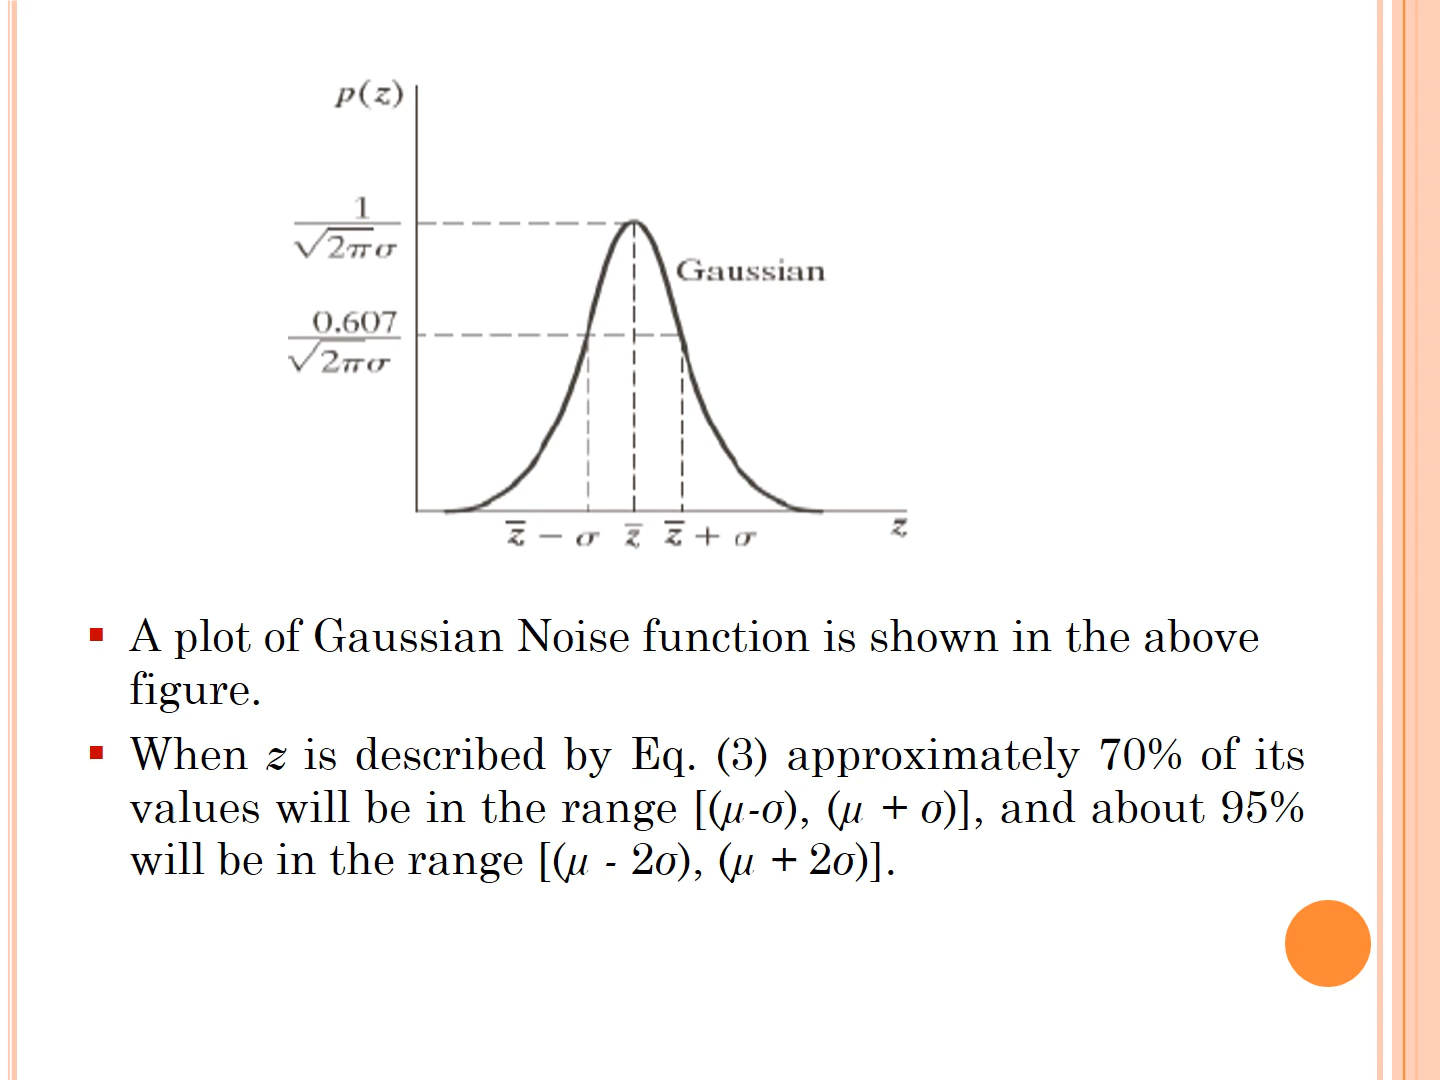 p(z)
1
√2πσ
Gaussian
0.607
√2πσ
z̅ − σ z̅ z̅ + σ z
A plot of Gaussian Noise function is shown in the above
figure.
When z is described by Eq. (3) approximately 70% of its
values will be in the range [(μ-σ), (μ + σ)], and about 95%
will be in the range [(μ - 2σ), (μ + 2σ)].